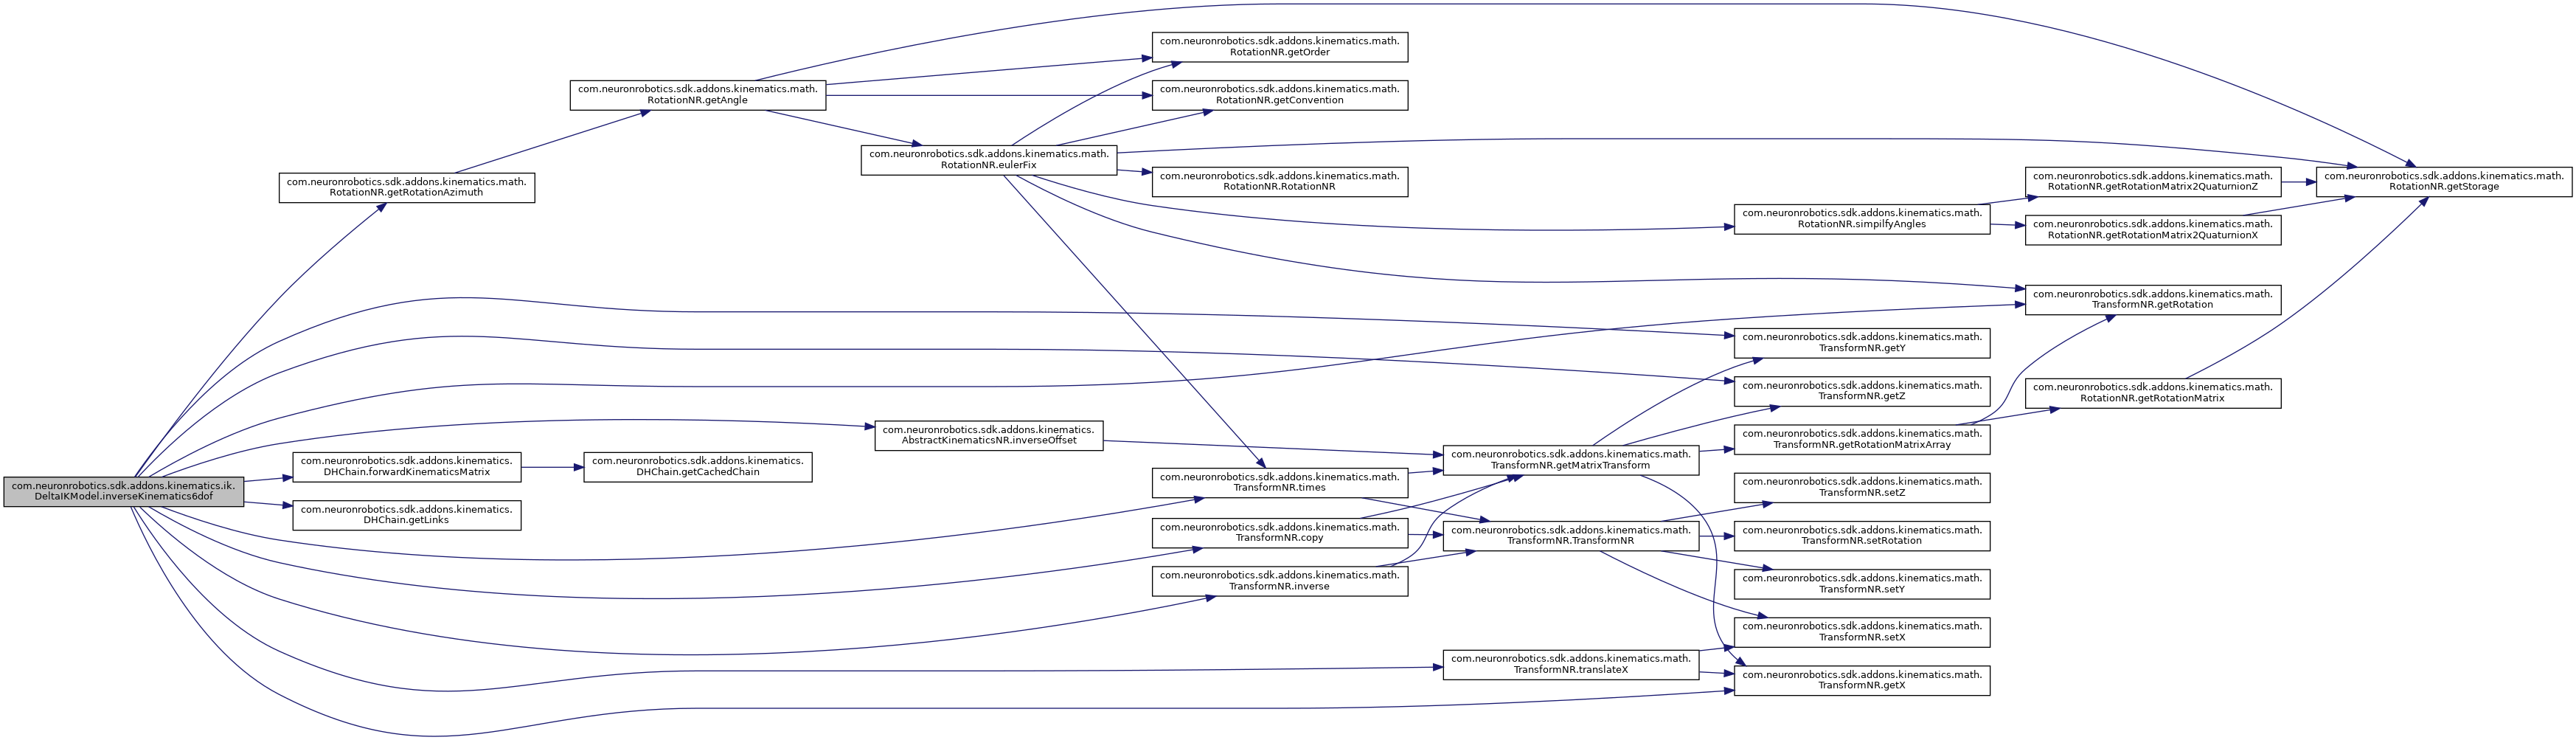 com.neuronrobotics.sdk.addons.kinematics.ik.
DeltaIKModel.inverseKinematics6dof
com.neuronrobotics.sdk.addons.kinematics.math.
RotationNR.getRotationAzimuth
com.neuronrobotics.sdk.addons.kinematics.
DHChain.forwardKinematicsMatrix
com.neuronrobotics.sdk.addons.kinematics.
DHChain.getLinks
com.neuronrobotics.sdk.addons.kinematics.math.
RotationNR.getAngle
com.neuronrobotics.sdk.addons.kinematics.
DHChain.getCachedChain
com.neuronrobotics.sdk.addons.kinematics.math.
RotationNR.eulerFix
com.neuronrobotics.sdk.addons.kinematics.
AbstractKinematicsNR.inverseOffset
com.neuronrobotics.sdk.addons.kinematics.math.
RotationNR.getOrder
com.neuronrobotics.sdk.addons.kinematics.math.
RotationNR.getConvention
com.neuronrobotics.sdk.addons.kinematics.math.
RotationNR.RotationNR
com.neuronrobotics.sdk.addons.kinematics.math.
TransformNR.times
com.neuronrobotics.sdk.addons.kinematics.math.
TransformNR.copy
com.neuronrobotics.sdk.addons.kinematics.math.
TransformNR.inverse
com.neuronrobotics.sdk.addons.kinematics.math.
TransformNR.getMatrixTransform
com.neuronrobotics.sdk.addons.kinematics.math.
TransformNR.TransformNR
com.neuronrobotics.sdk.addons.kinematics.math.
TransformNR.translateX
com.neuronrobotics.sdk.addons.kinematics.math.
RotationNR.simpilfyAngles
com.neuronrobotics.sdk.addons.kinematics.math.
TransformNR.getY
com.neuronrobotics.sdk.addons.kinematics.math.
TransformNR.getZ
com.neuronrobotics.sdk.addons.kinematics.math.
TransformNR.getRotationMatrixArray
com.neuronrobotics.sdk.addons.kinematics.math.
TransformNR.setZ
com.neuronrobotics.sdk.addons.kinematics.math.
TransformNR.setRotation
com.neuronrobotics.sdk.addons.kinematics.math.
TransformNR.setY
com.neuronrobotics.sdk.addons.kinematics.math.
TransformNR.setX
com.neuronrobotics.sdk.addons.kinematics.math.
TransformNR.getX
com.neuronrobotics.sdk.addons.kinematics.math.
RotationNR.getRotationMatrix2QuaturnionZ
com.neuronrobotics.sdk.addons.kinematics.math.
RotationNR.getRotationMatrix2QuaturnionX
com.neuronrobotics.sdk.addons.kinematics.math.
TransformNR.getRotation
com.neuronrobotics.sdk.addons.kinematics.math.
RotationNR.getRotationMatrix
com.neuronrobotics.sdk.addons.kinematics.math.
RotationNR.getStorage